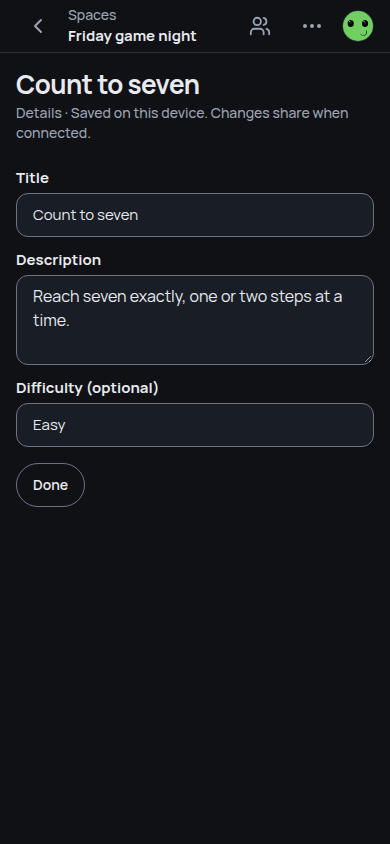 Spaces
Friday game night
Count to seven
Details · Saved on this device. Changes share when
connected.
Title
Count to seven
Description
Reach seven exactly, one or two steps at a
time.
Difficulty (optional)
Easy
Done